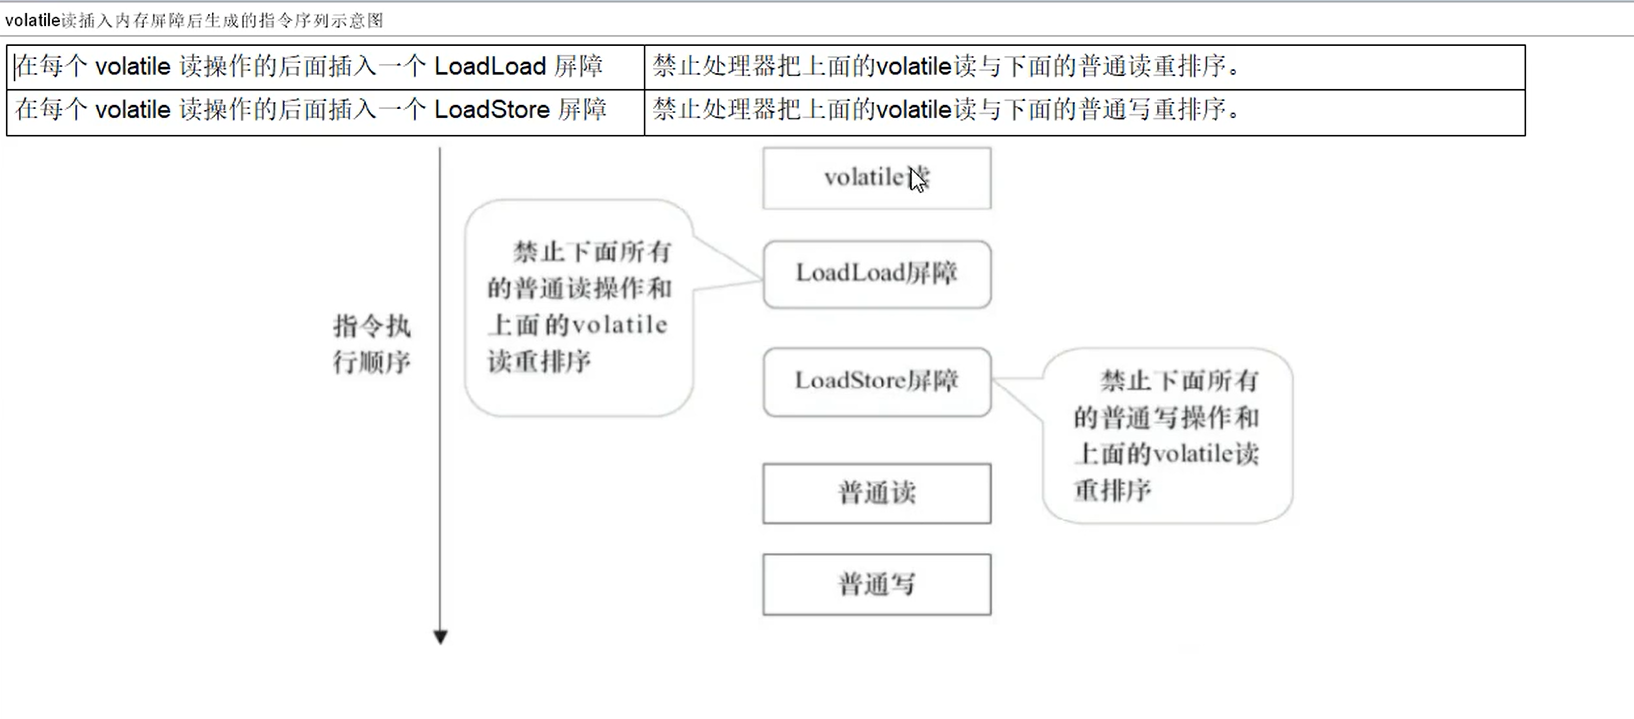 volatile读插入内存屏障后生成的指令序列示意图
在每个 volatile 读操作的后面插入一个 LoadLoad 屏障
禁止处理器把上面的volatile读与下面的普通读重排序。
在每个 volatile 读操作的后面插入一个 LoadStore 屏障
禁止处理器把上面的volatile读与下面的普通写重排序。
volatile读
禁止下面所有
的普通读操作和
上面的volatile
读重排序
LoadLoad屏障
指令执
行顺序
LoadStore屏障
禁止下面所有
的普通写操作和
上面的volatile读
重排序
普通读
普通写